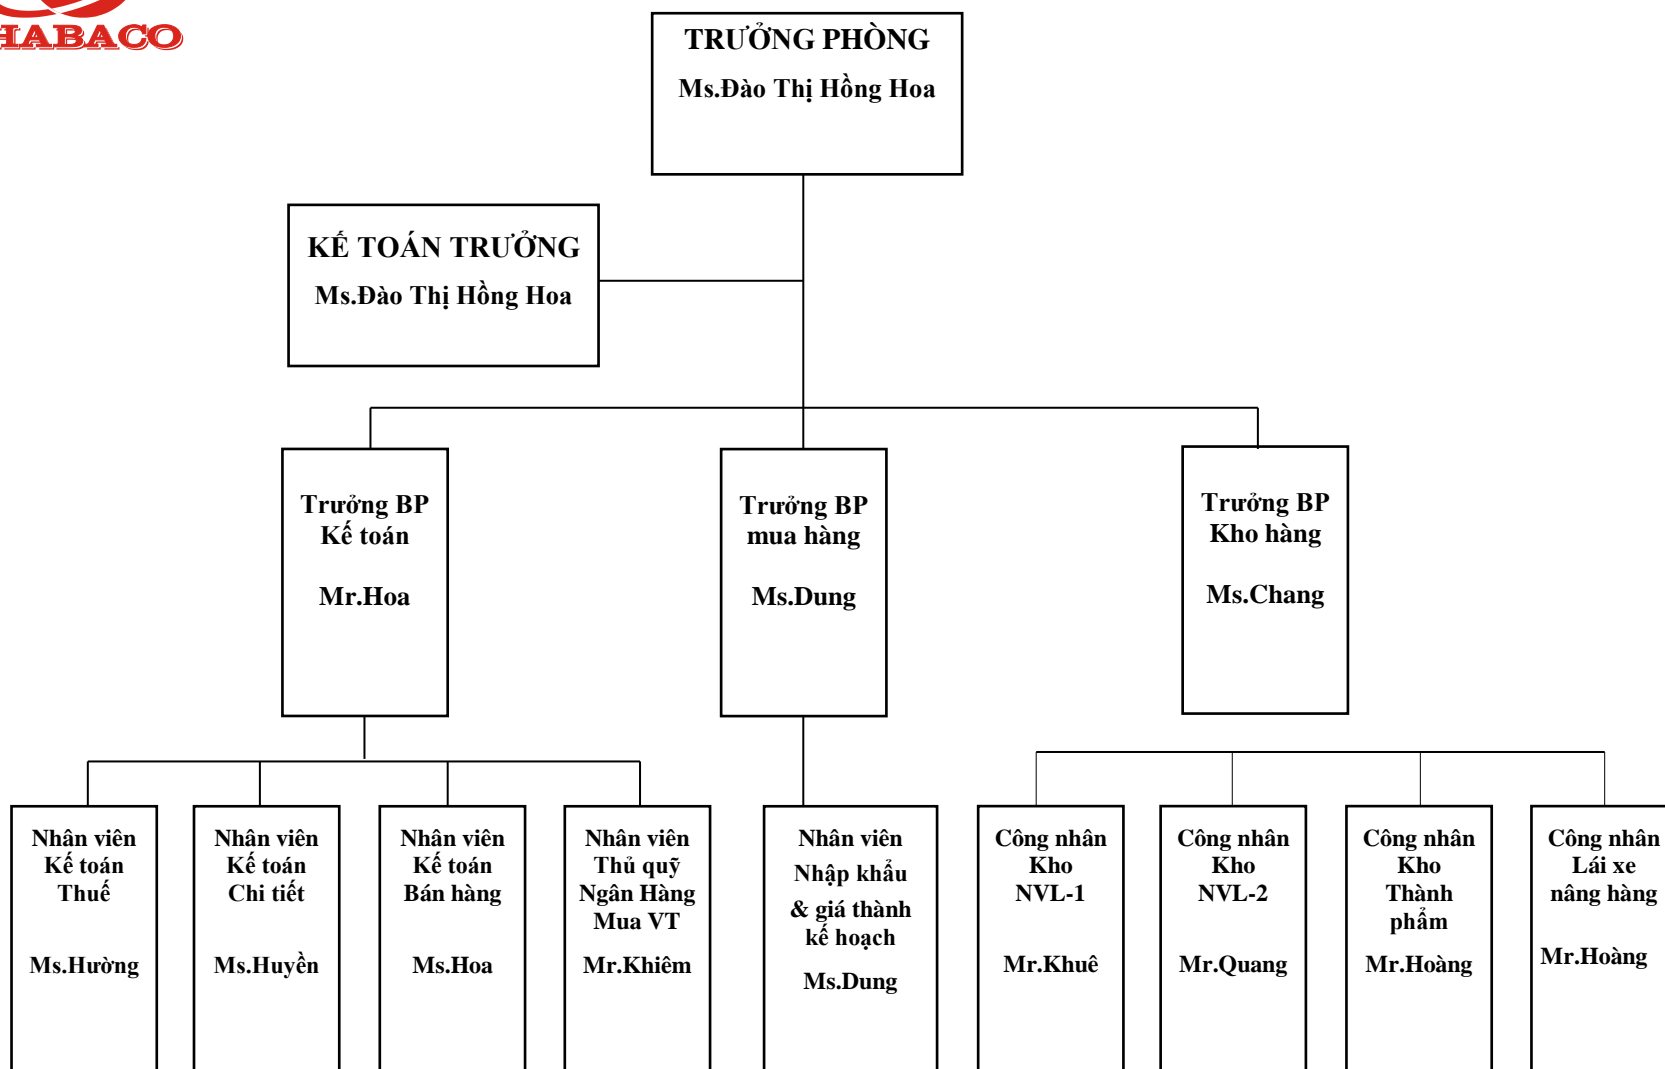 HABACO
TRƯỞNG PHÒNG
Ms.Đào Thị Hồng Hoa
KẾ TOÁN TRƯỞNG
Ms.Đào Thị Hồng Hoa
Trưởng BP
Kế toán
Mr.Hoa
Trưởng BP
mua hàng
Ms.Dung
Trưởng BP
Kho hàng
Ms.Chang
Nhân viên
Kế toán
Thuế
Ms.Hường
Nhân viên
Kế toán
Chi tiết
Ms.Huyền
Nhân viên
Kế toán
Bán hàng
Ms.Hoa
Nhân viên
Thủ quỹ
Ngân Hàng
Mua VT
Mr.Khiêm
Nhân viên
Nhập khẩu
& giá thành
kế hoạch
Ms.Dung
Công nhân
Kho
NVL-1
Mr.Khuê
Công nhân
Kho
NVL-2
Mr.Quang
Công nhân
Kho
Thành
phẩm
Mr.Hoàng
Công nhân
Lái xe
nâng hàng
Mr.Hoàng